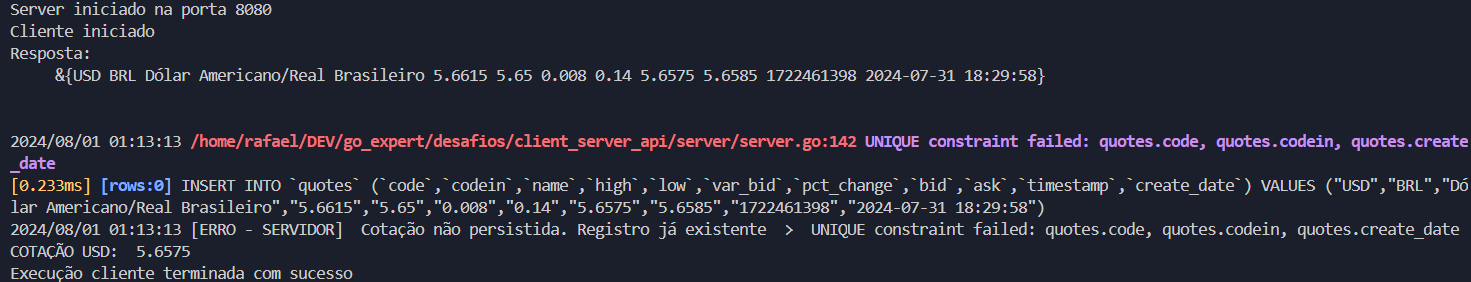 Server iniciado na porta 8080
Cliente iniciado
Resposta:
&{USD BRL Dólar Americano/Real Brasileiro 5.6615 5.65 0.008 0.14 5.6575 5.6585 1722461398 2024-07-31 18:29:58}
2024/08/01 01:13:13 /home/rafael/DEV/go_expert/desafios/client_server_api/server/server.go:142 UNIQUE constraint failed: quotes.code, quotes.codein, quotes.create
_date
[0.233ms] [rows:0] INSERT INTO `quotes` (`code`,`codein`,`name`,`high`,`low`,`var_bid`,`pct_change`,`bid`,`ask`,`timestamp`,`create_date`) VALUES ("USD","BRL","Dó
lar Americano/Real Brasileiro","5.6615","5.65","0.008","0.14","5.6575","5.6585","1722461398","2024-07-31 18:29:58")
2024/08/01 01:13:13 [ERRO - SERVIDOR]  Cotação não persistida. Registro já existente  >  UNIQUE constraint failed: quotes.code, quotes.codein, quotes.create_date
COTAÇÃO USD:  5.6575
Execução cliente terminada com sucesso